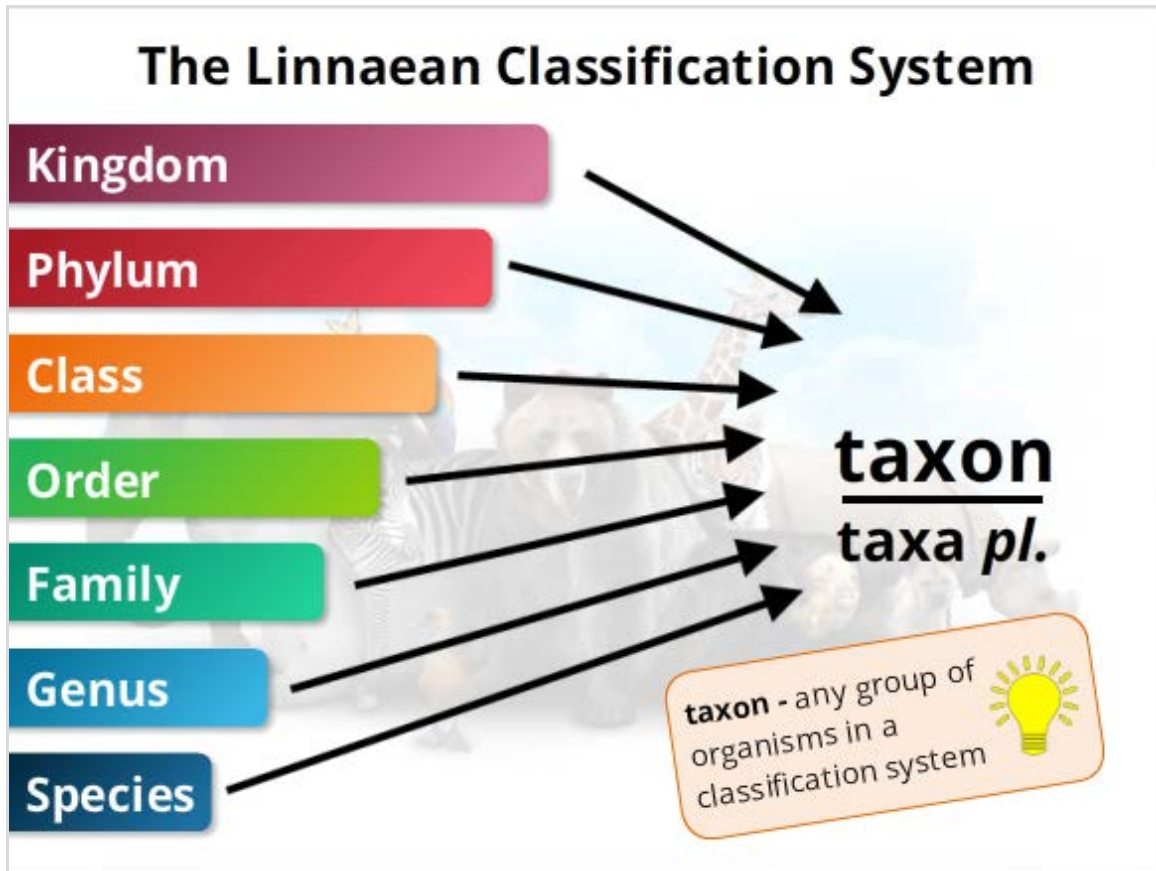 The Linnaean Classification System
Kingdom
Phylum
Class
Order
Family
Genus
Species
taxon
taxa pl.
taxon - any group of
organisms in a
classification system